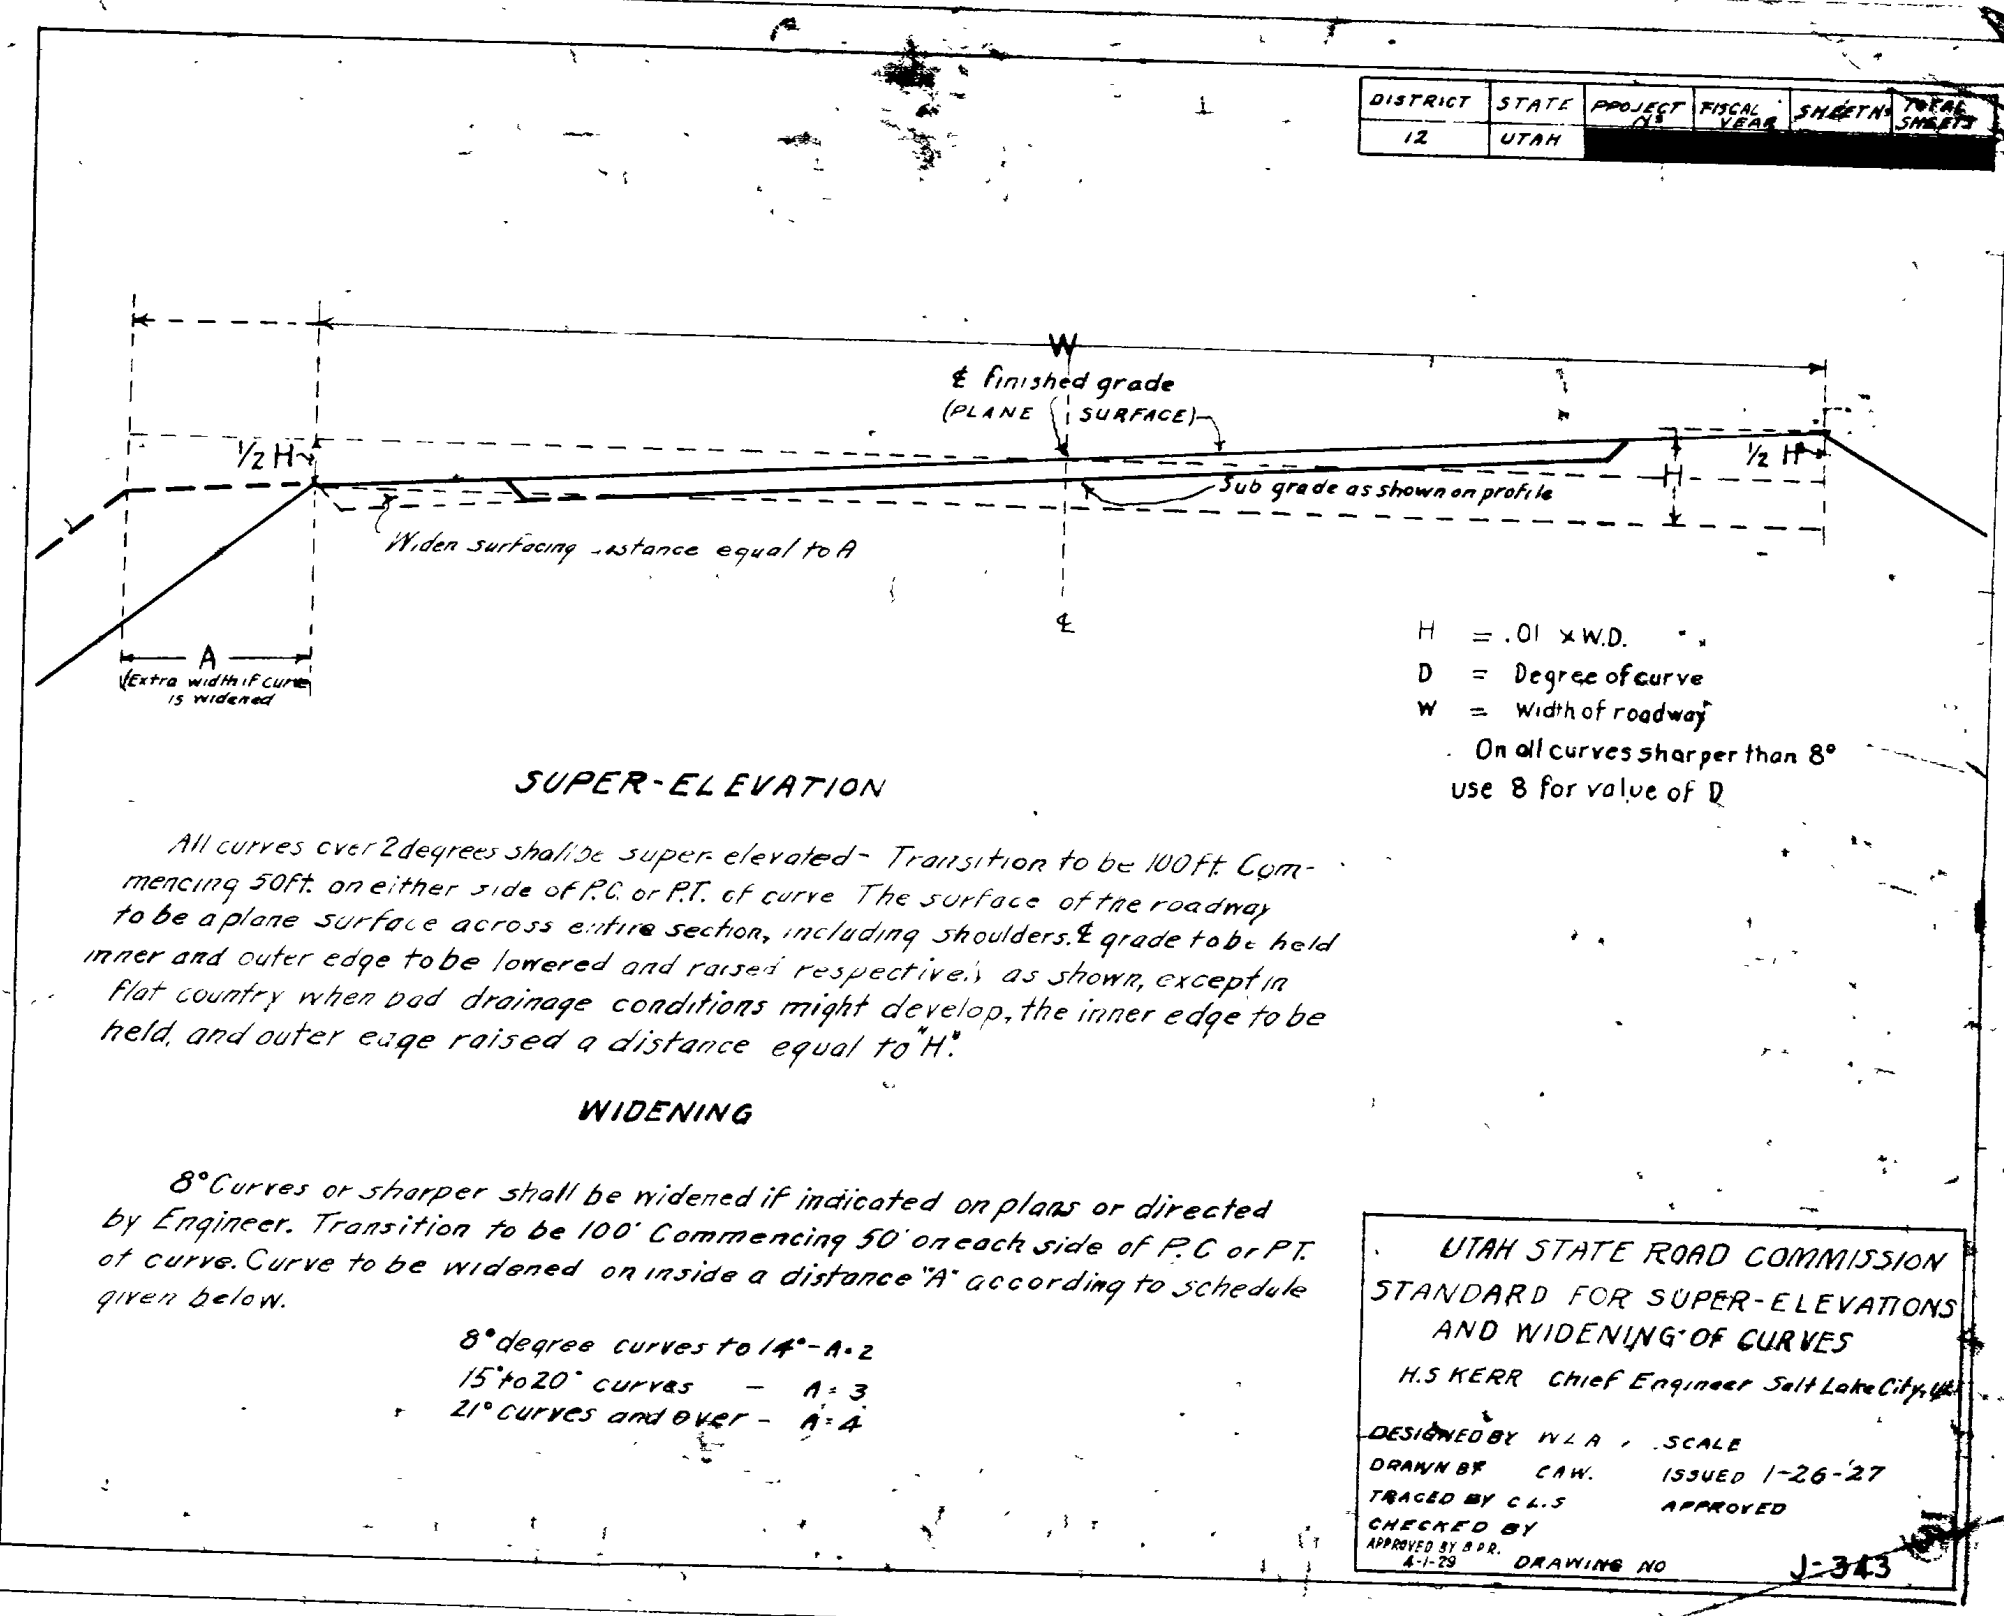 DISTRICT STATE PROJECT Nº FISCAL YEAR SHEET Nº TOTAL SHEETS
12 UTAH
W
℄ finished grade
(PLANE SURFACE)
1/2 H
1/2 H
H
Sub grade as shown on profile
Widen surfacing equal to A
℄
A
(Extra width if curve
is widened
H = .01 x W.D.
D = Degree of curve
W = Width of roadway
On all curves sharper than 8°
use 8 for value of D
SUPER-ELEVATION
All curves over 2 degrees shall be super-elevated - Transition to be 100 ft. Com-
mencing 50 ft. on either side of P.C. or P.T. of curve The surface of the roadway
to be a plane surface across entire section, including shoulders. ℄ grade to be held
inner and outer edge to be lowered and raised respectively as shown, except in
flat country when bad drainage conditions might develop, the inner edge to be
held, and outer edge raised a distance equal to "H".
WIDENING
8° Curves or sharper shall be widened if indicated on plans or directed
by Engineer. Transition to be 100' Commencing 50' on each side of P.C or P.T.
of curve. Curve to be widened on inside a distance "A" according to schedule
given below.
8° degree curves to 14° - A = 2
15° to 20° curves - A = 3
21° curves and over - A = 4
UTAH STATE ROAD COMMISSION
STANDARD FOR SUPER-ELEVATIONS
AND WIDENING OF CURVES
H.S KERR Chief Engineer Salt Lake City, Ut
DESIGNED BY W L A SCALE
DRAWN BY CAW. ISSUED 1-26-'27
TRACED BY C L.S APPROVED
CHECKED BY
APPROVED BY B P.R.
4-1-29 DRAWING NO J-343